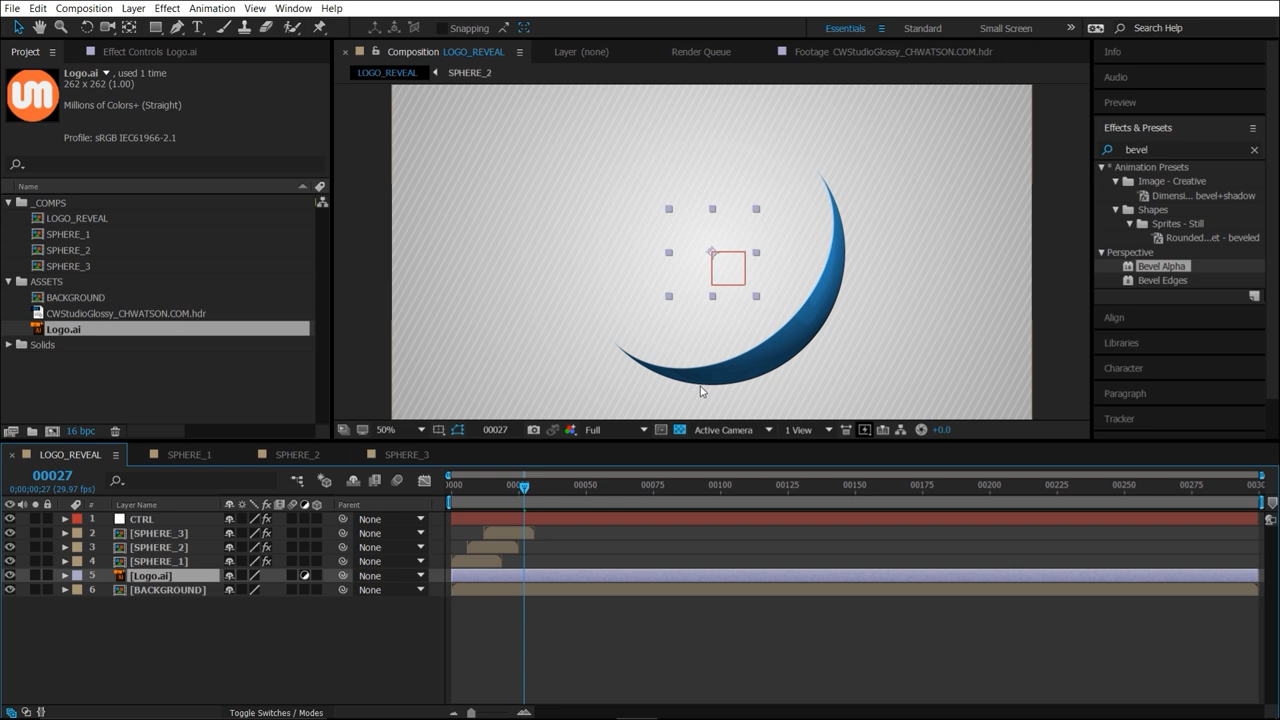 File Edit Composition Layer Effect Animation View Window Help
Snapping Essentials Standard Small Screen Search Help
Project Effect Controls Logo.ai Composition LOGO_REVEAL Layer (none) Render Queue Footage CWStudioGlossy_CHWATSON.COM.hdr Info
LOGO_REVEAL SPHERE_2
Logo.ai , used 1 time
262 x 262 (1.00)
Millions of Colors+ (Straight)
Profile: sRGB IEC61966-2.1
um
Name
_COMPS
LOGO_REVEAL
SPHERE_1
SPHERE_2
SPHERE_3
ASSETS
BACKGROUND
CWStudioGlossy_CHWATSON.COM.hdr
Logo.ai
Solids
16 bpc
50% 00027 Full Active Camera 1 View +0.0
Audio
Preview
Effects & Presets
bevel
* Animation Presets
Image - Creative
Dimensi... bevel+shadow
Shapes
Sprites - Still
Rounded...et - beveled
Perspective
Bevel Alpha
Bevel Edges
Align
Libraries
Character
Paragraph
Tracker
LOGO_REVEAL SPHERE_1 SPHERE_2 SPHERE_3
00027
0;00;00;27 (29.97 fps)
00050 00075 00100 00125 00150 00175 00200 00225 00250 00275
# Layer Name Parent
1 CTRL None
2 [SPHERE_3] None
3 [SPHERE_2] None
4 [SPHERE_1] None
5 [Logo.ai] None
6 [BACKGROUND] None
Toggle Switches / Modes